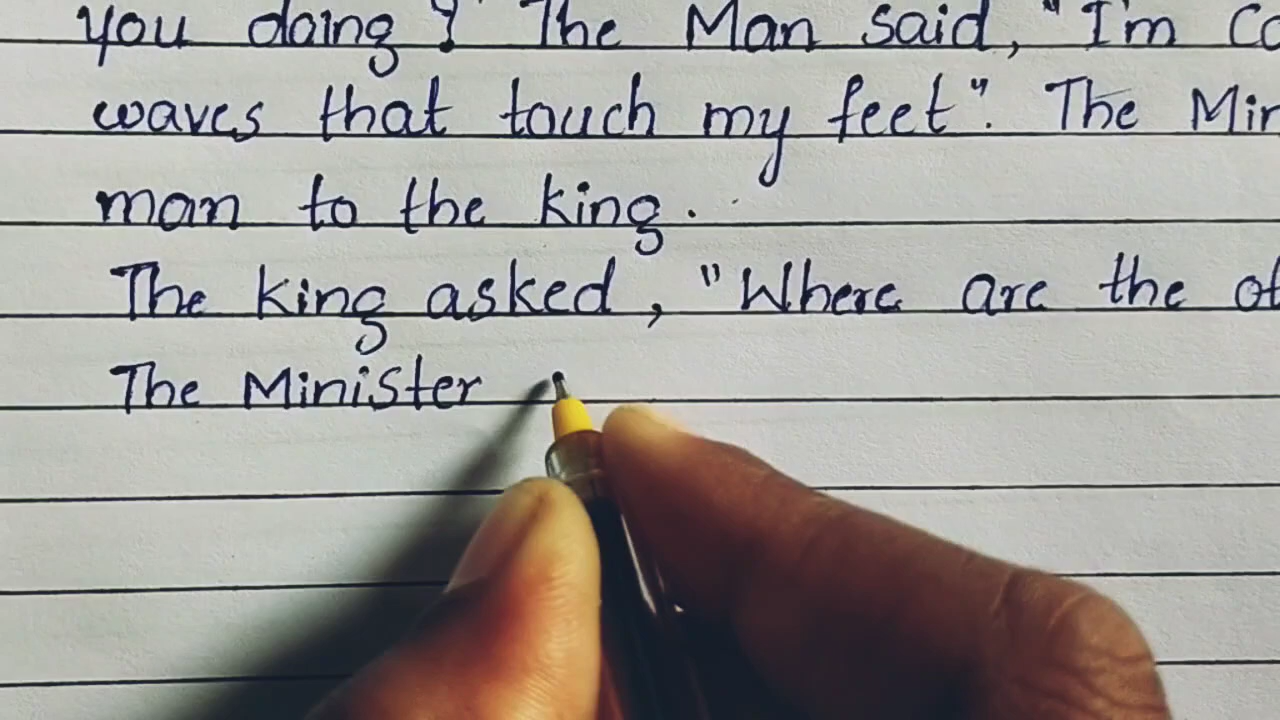 you doing? The Man said, "I'm
waves that touch my feet". The
man to the king.
The king asked, "Where are the
The Minister